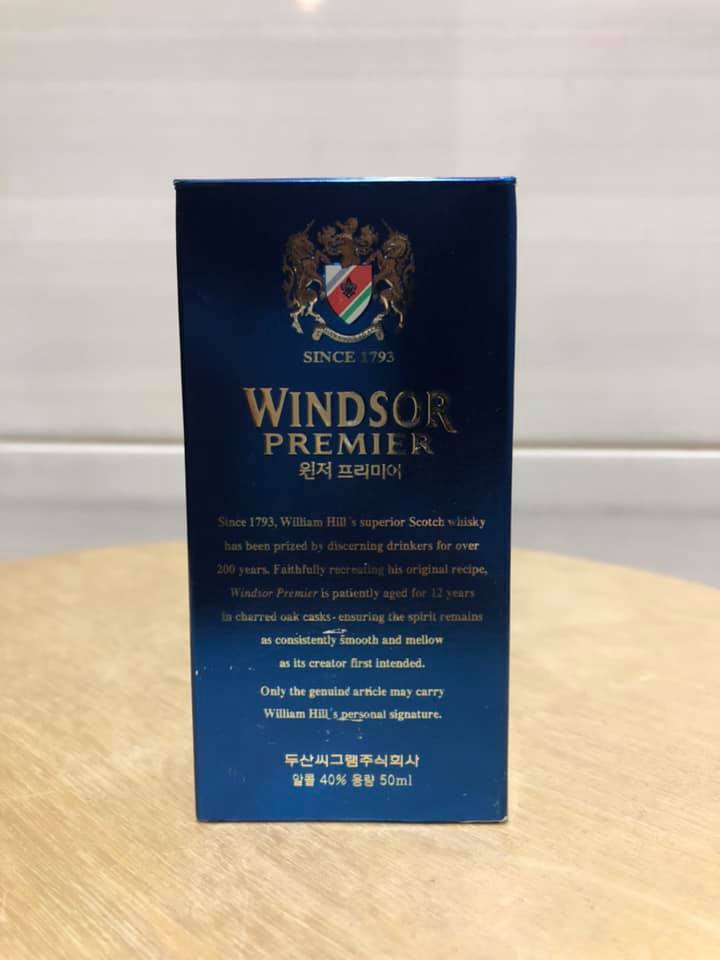 SINCE 1793
WINDSOR
PREMIER
윈저 프리미어
Since 1793, William Hill's superior Scotch whisky
has been prized by discerning drinkers for over
200 years. Faithfully recreating his original recipe,
Windsor Premier is patiently aged for 12 years
in charred oak casks-ensuring the spirit remains
as consistently smooth and mellow
as its creator first intended.
Only the genuine article may carry
William Hill's personal signature.
두산씨그램주식회사
알콜 40% 용량 50ml